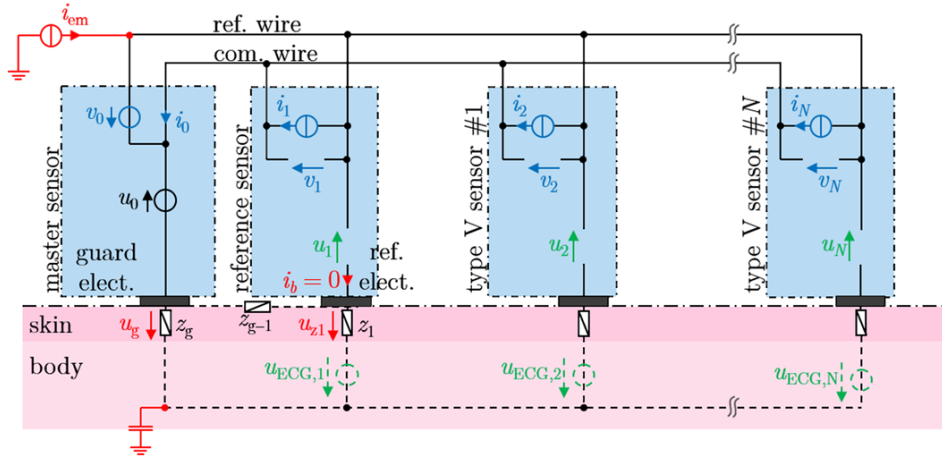 i_em
ref. wire
com. wire
v_0
i_0
u_0
master sensor
guard
elect.
reference sensor
i_1
v_1
u_1
ref.
elect.
i_b = 0
type V sensor #1
i_2
v_2
u_2
type V sensor #N
i_N
v_N
u_N
skin
u_g
z_g
z_g−1
u_z1
z_1
body
u_ECG,1
u_ECG,2
u_ECG,N